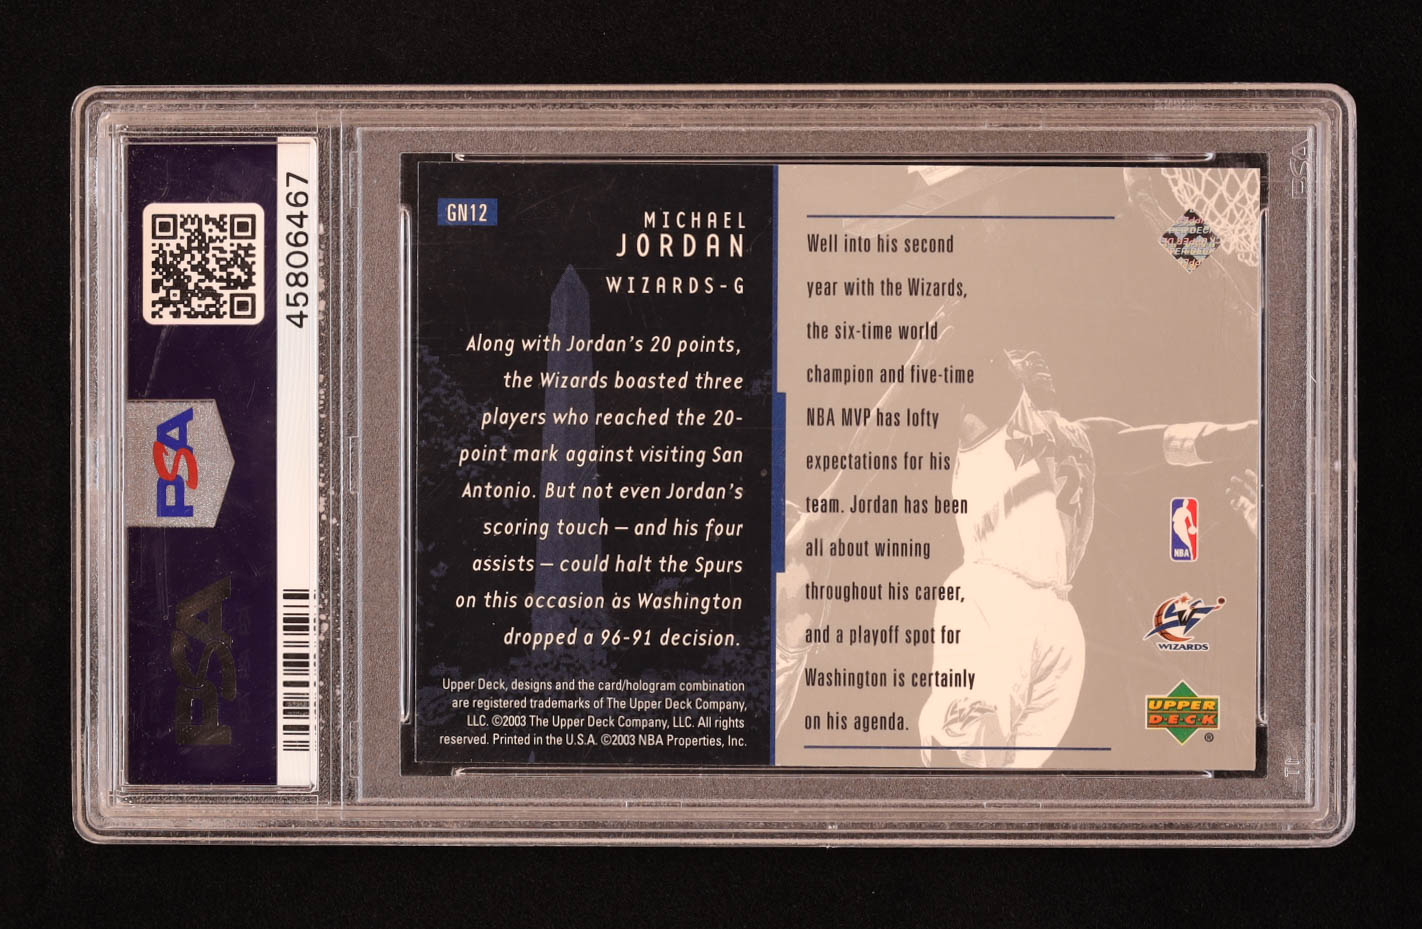 45806467
PSA
PSA
GN12
MICHAEL
JORDAN
WIZARDS-G
Along with Jordan's 20 points,
the Wizards boasted three
players who reached the 20-
point mark against visiting San
Antonio. But not even Jordan's
scoring touch — and his four
assists — could halt the Spurs
on this occasion as Washington
dropped a 96-91 decision.
Upper Deck, designs and the card/hologram combination
are registered trademarks of The Upper Deck Company,
LLC. ©2003 The Upper Deck Company, LLC. All rights
reserved. Printed in the U.S.A. ©2003 NBA Properties, Inc.
Well into his second
year with the Wizards,
the six-time world
champion and five-time
NBA MVP has lofty
expectations for his
team. Jordan has been
all about winning
throughout his career,
and a playoff spot for
Washington is certainly
on his agenda.
NBA
WIZARDS
UPPER
D·E·C·K
®
PSA